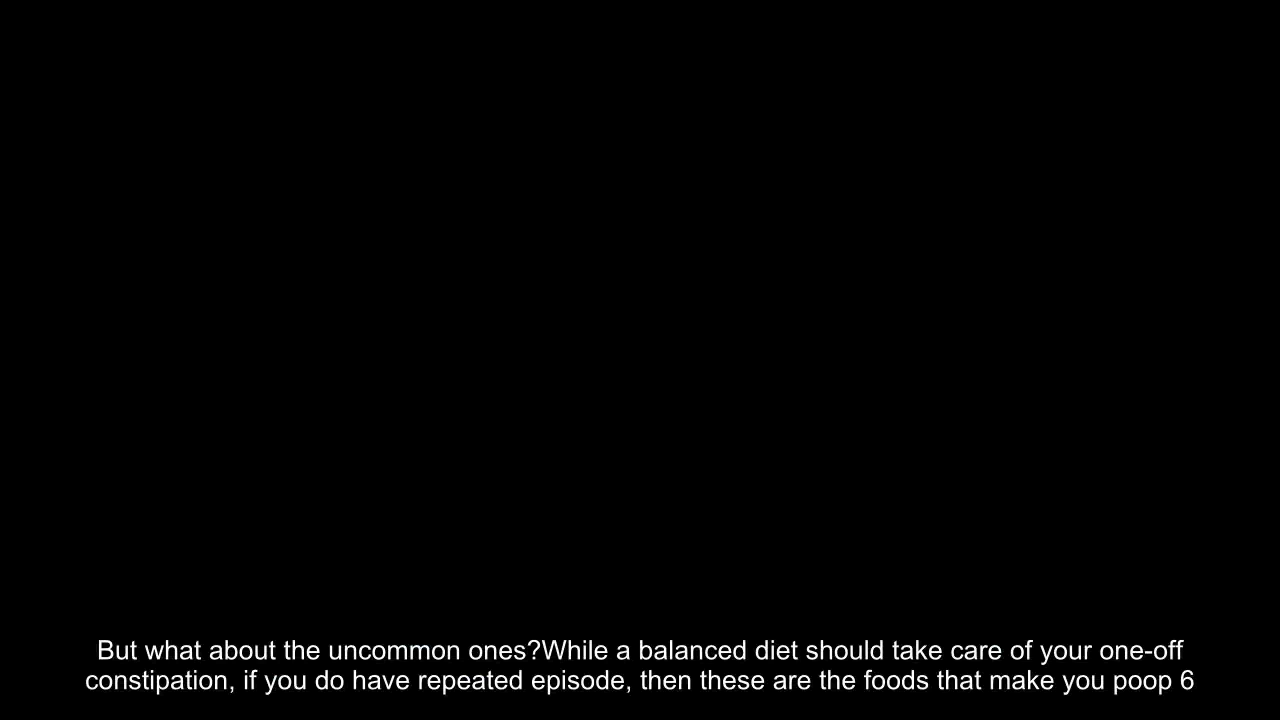 But what about the uncommon ones?While a balanced diet should take care of your one-off
constipation, if you do have repeated episode, then these are the foods that make you poop 6